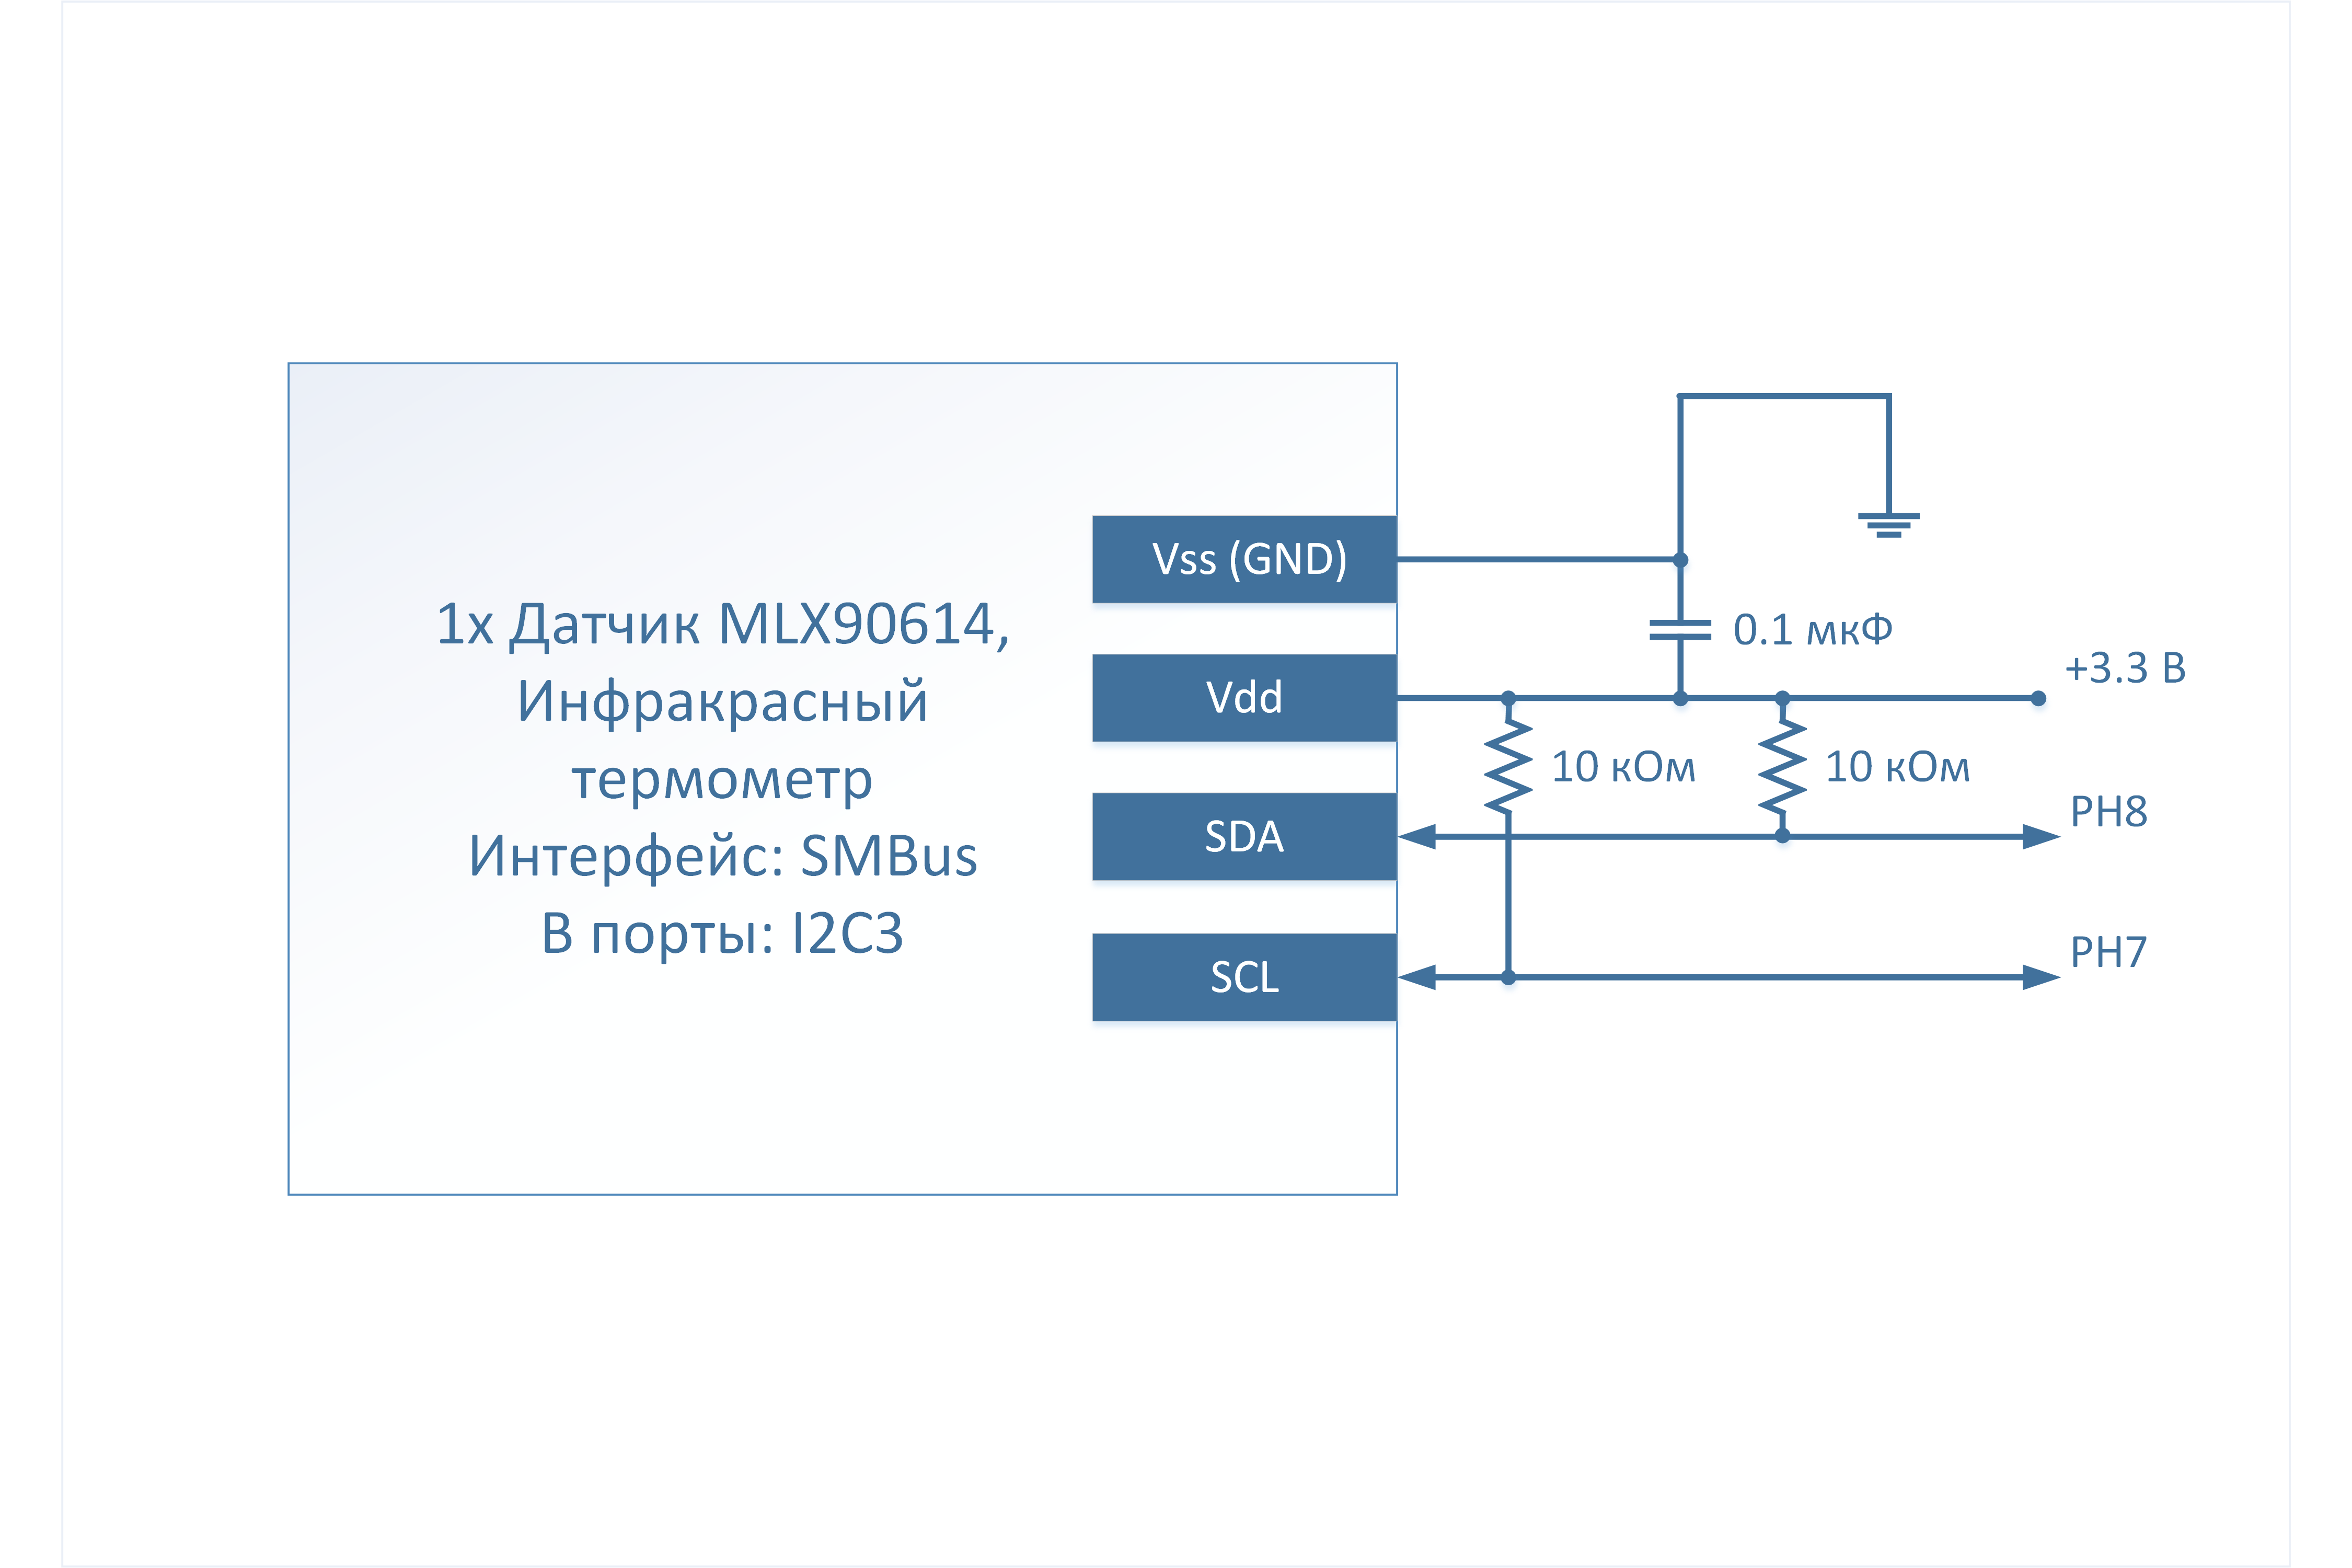 1x Датчик MLX90614,
Инфракрасный
термометр
Интерфейс: SMBus
В порты: I2C3
Vss (GND)
Vdd
SDA
SCL
0.1 мкФ
+3.3 В
10 кОм
10 кОм
PH8
PH7